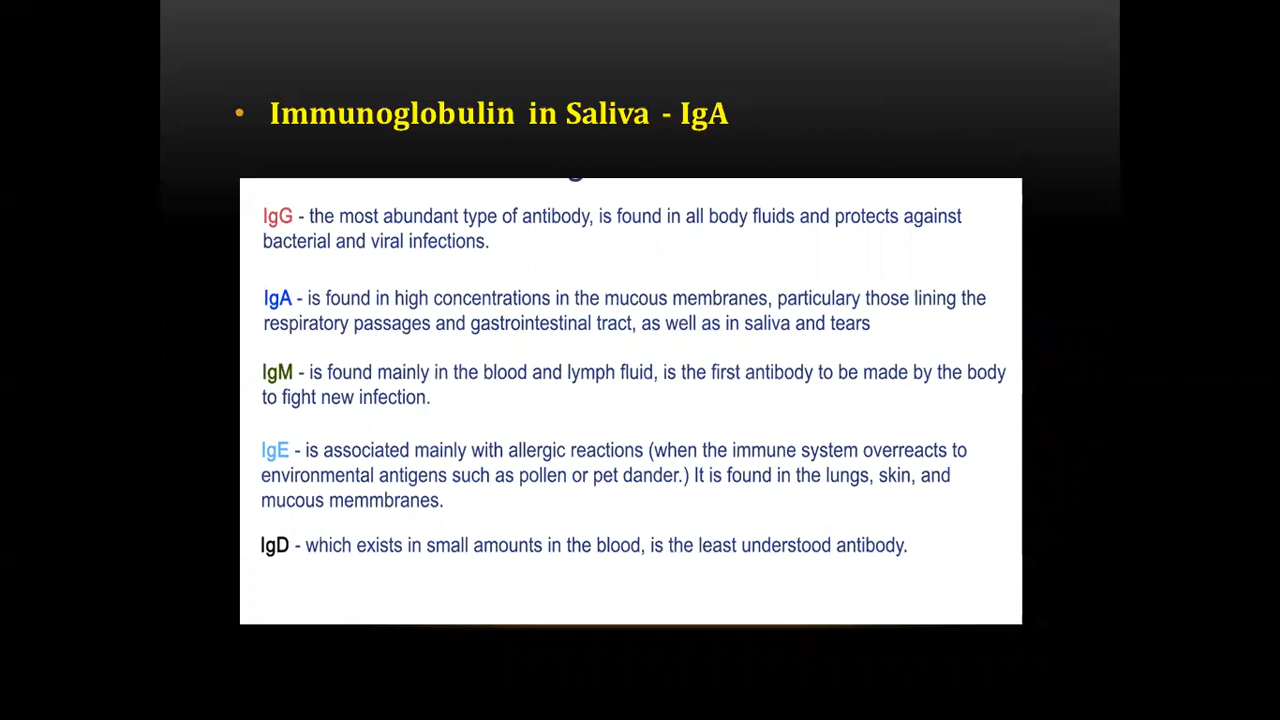 • Immunoglobulin in Saliva - IgA
IgG - the most abundant type of antibody, is found in all body fluids and protects against
bacterial and viral infections.
IgA - is found in high concentrations in the mucous membranes, particulary those lining the
respiratory passages and gastrointestinal tract, as well as in saliva and tears
IgM - is found mainly in the blood and lymph fluid, is the first antibody to be made by the body
to fight new infection.
IgE - is associated mainly with allergic reactions (when the immune system overreacts to
environmental antigens such as pollen or pet dander.) It is found in the lungs, skin, and
mucous memmbranes.
IgD - which exists in small amounts in the blood, is the least understood antibody.